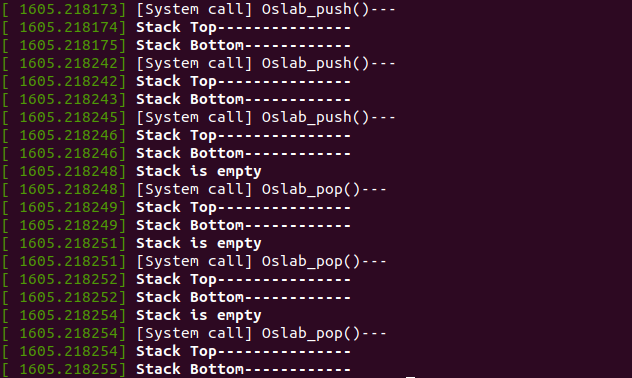 [ 1605.218173] [System call] Oslab_push()---
[ 1605.218174] Stack Top---------------
[ 1605.218175] Stack Bottom------------
[ 1605.218242] [System call] Oslab_push()---
[ 1605.218242] Stack Top---------------
[ 1605.218243] Stack Bottom------------
[ 1605.218245] [System call] Oslab_push()---
[ 1605.218246] Stack Top---------------
[ 1605.218246] Stack Bottom------------
[ 1605.218248] Stack is empty
[ 1605.218248] [System call] Oslab_pop()---
[ 1605.218249] Stack Top---------------
[ 1605.218249] Stack Bottom------------
[ 1605.218251] Stack is empty
[ 1605.218251] [System call] Oslab_pop()---
[ 1605.218252] Stack Top---------------
[ 1605.218252] Stack Bottom------------
[ 1605.218254] Stack is empty
[ 1605.218254] [System call] Oslab_pop()---
[ 1605.218254] Stack Top---------------
[ 1605.218255] Stack Bottom------------